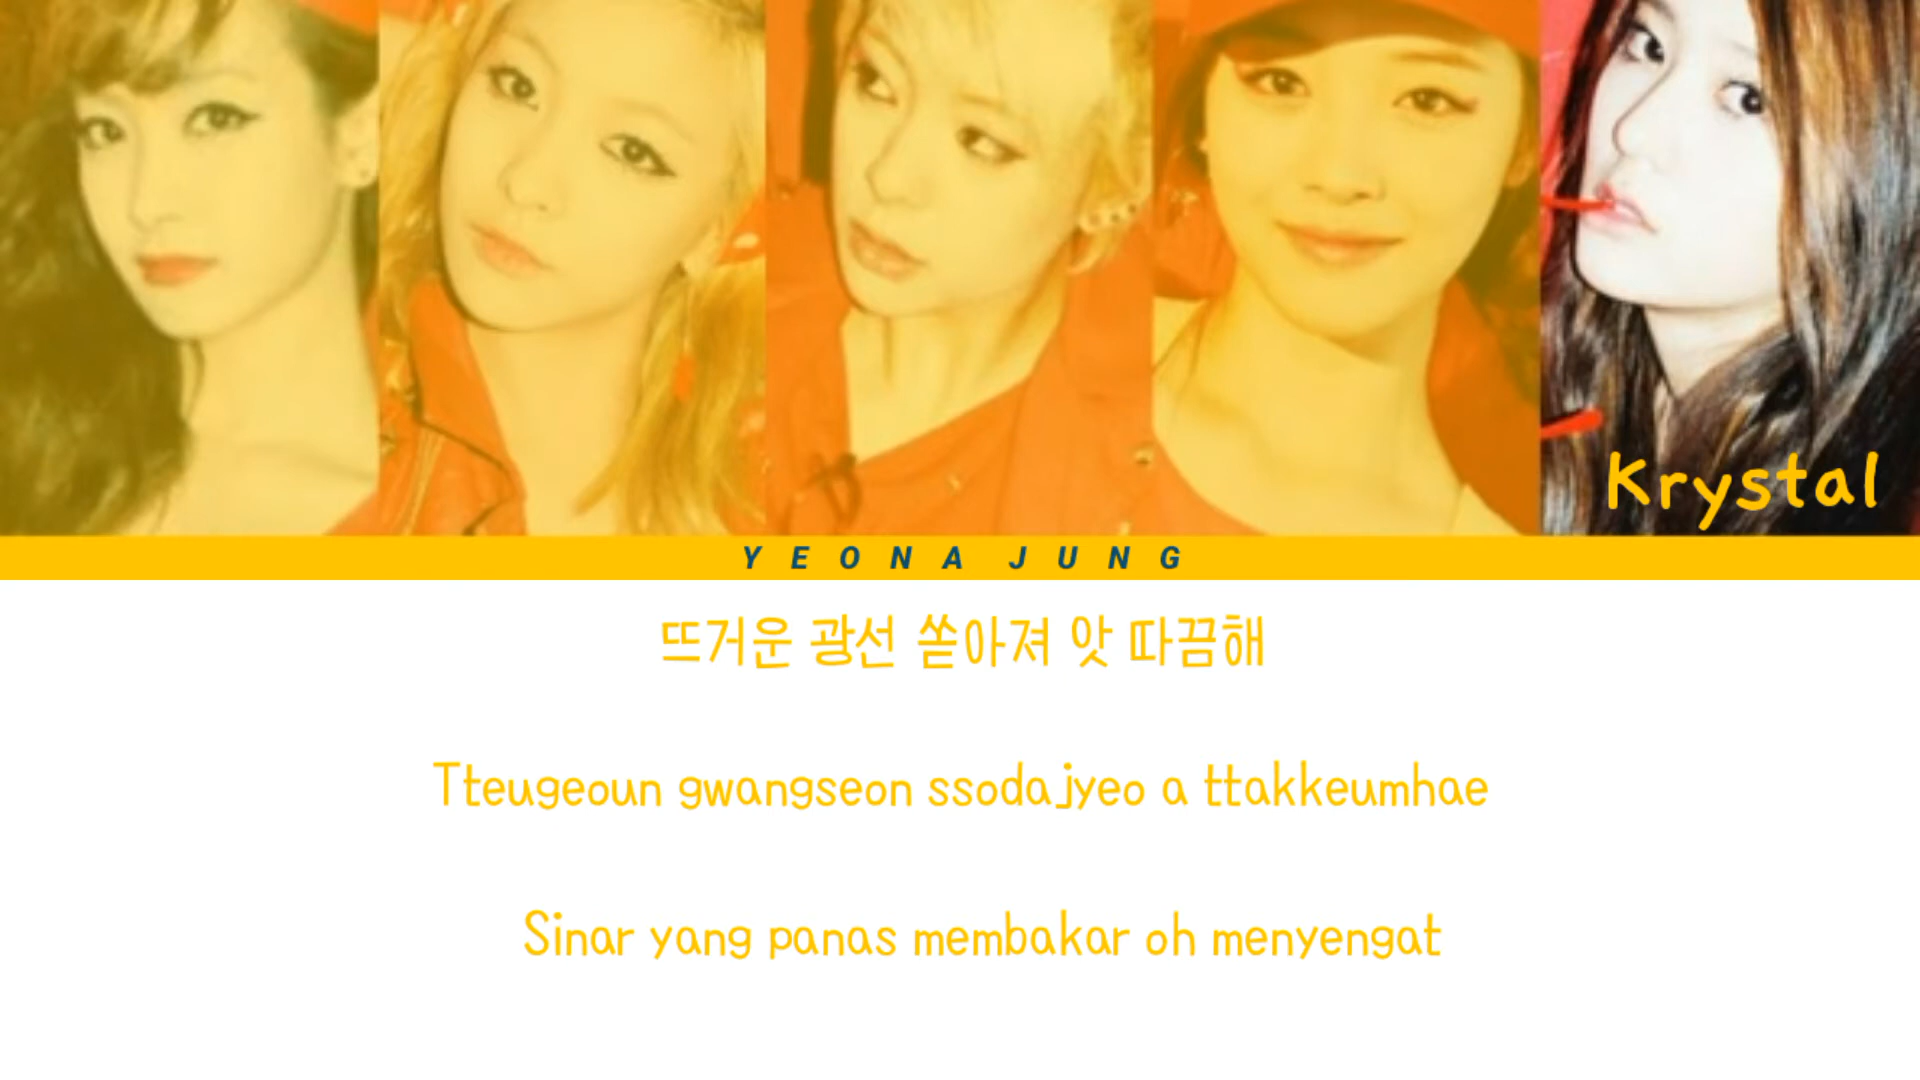 Krystal
YEONA JUNG
뜨거운 광선 쏟아져 앗 따끔해
Tteugeoun gwangseon ssodajyeo a ttakkeumhae
Sinar yang panas membakar oh menyengat